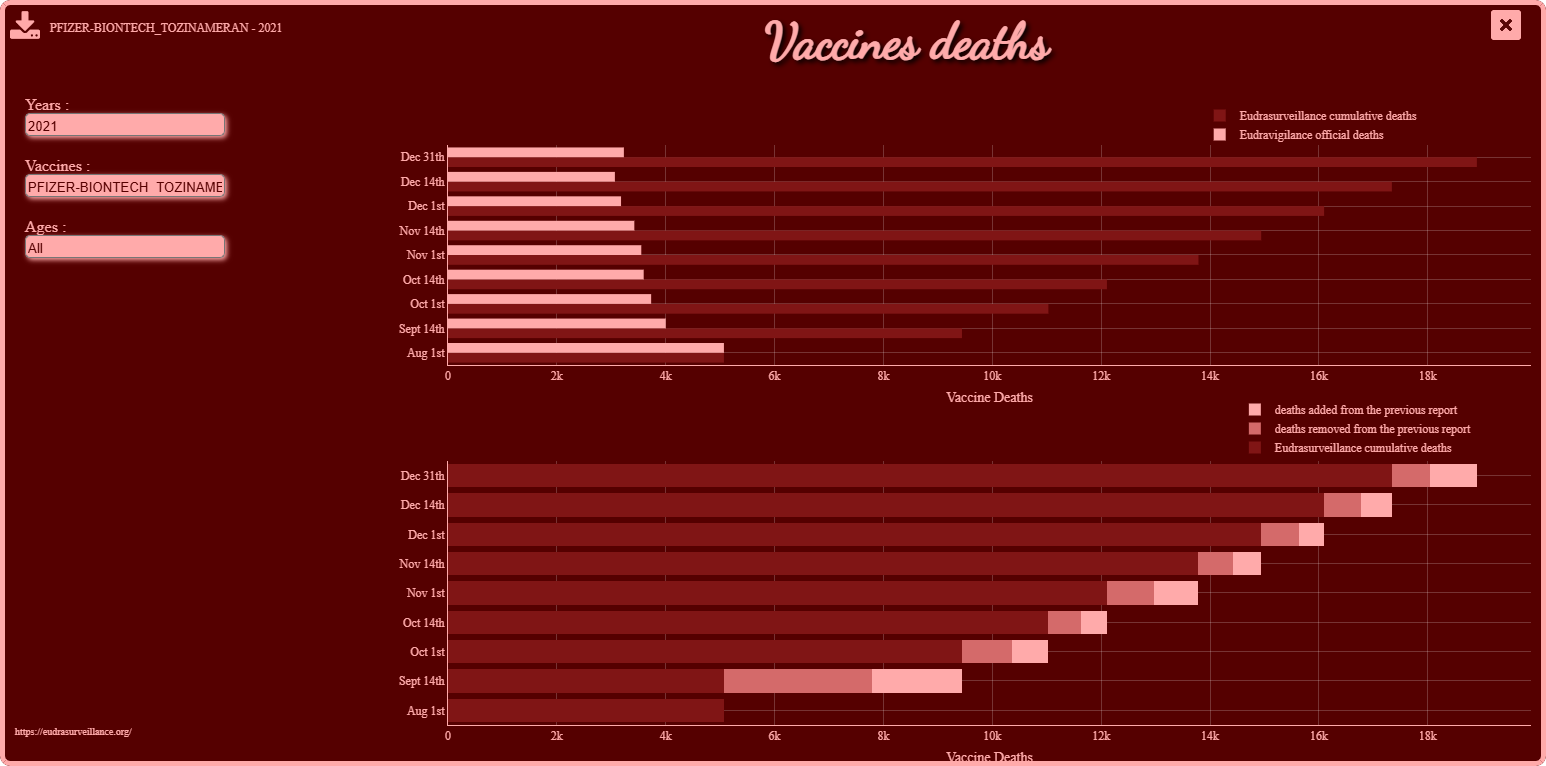 PFIZER-BIONTECH_TOZINAMERAN - 2021
Vaccines deaths
Years :
2021
Vaccines :
PFIZER-BIONTECH_TOZINAME
Ages :
All
Eudrasurveillance cumulative deaths
Eudravigilance official deaths
Dec 31th
Dec 14th
Dec 1st
Nov 14th
Nov 1st
Oct 14th
Oct 1st
Sept 14th
Aug 1st
0 2k 4k 6k 8k 10k 12k 14k 16k 18k
Vaccine Deaths
deaths added from the previous report
deaths removed from the previous report
Eudrasurveillance cumulative deaths
Dec 31th
Dec 14th
Dec 1st
Nov 14th
Nov 1st
Oct 14th
Oct 1st
Sept 14th
Aug 1st
0 2k 4k 6k 8k 10k 12k 14k 16k 18k
Vaccine Deaths
https://eudrasurveillance.org/